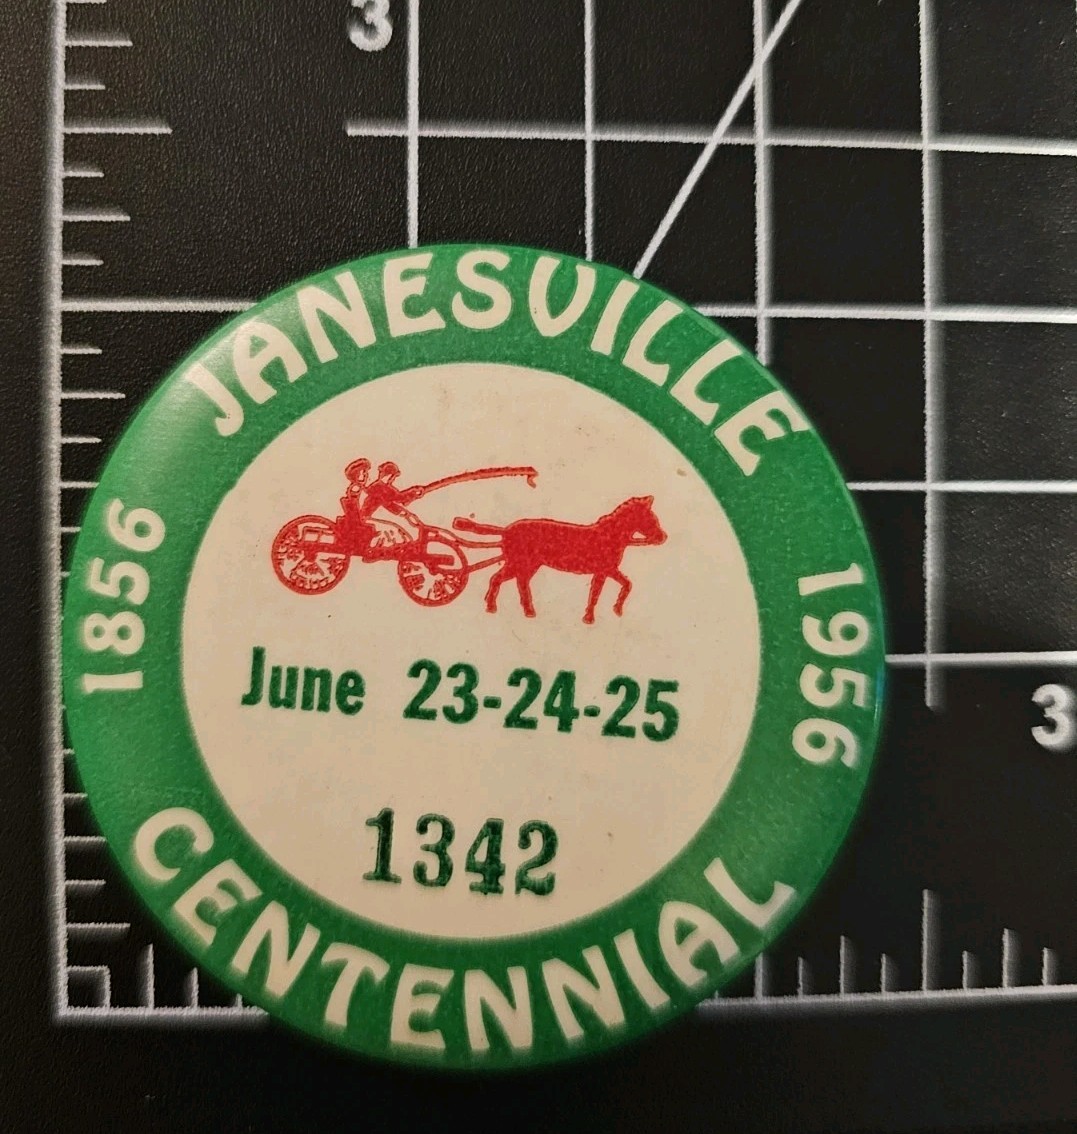 3
JANESVILLE
1856
1956
June 23-24-25
1342
CENTENNIAL
3